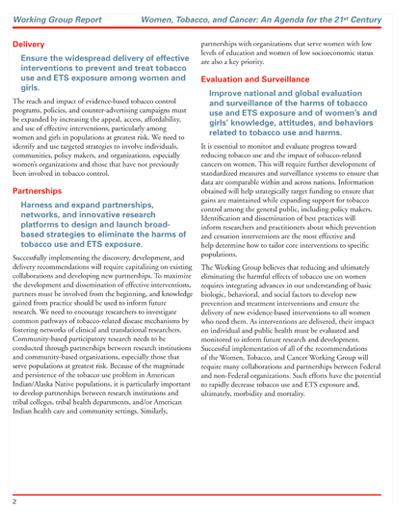 Working Group Report
Women, Tobacco, and Cancer: An Agenda for the 21st Century
Delivery
Ensure the widespread delivery of effective
interventions to prevent and treat tobacco
use and ETS exposure among women and
girls.
The reach and impact of evidence-based tobacco control
programs, policies, and counter-advertising campaigns must
be expanded by increasing the appeal, access, affordability,
and use of effective interventions, particularly among
women and girls in populations at greatest risk. We need to
identify and use targeted strategies to involve individuals,
communities, policy makers, and organizations, especially
women's organizations and those that have not previously
been involved in tobacco control.
Partnerships
Harness and expand partnerships,
networks, and innovative research
platforms to design and launch broad-
based strategies to eliminate the harms of
tobacco use and ETS exposure.
Successfully implementing the discovery, development, and
delivery recommendations will require capitalizing on existing
collaborations and developing new partnerships. To maximize
the development and dissemination of effective interventions,
partners must be involved from the beginning, and knowledge
gained from practice should be used to inform future
research. We need to encourage researchers to investigate
common pathways of tobacco-related disease mechanisms by
fostering networks of clinical and translational researchers.
Community-based participatory research needs to be
conducted through partnerships between research institutions
and community-based organizations, especially those that
serve populations at greatest risk. Because of the magnitude
and persistence of the tobacco use problem in American
Indian/Alaska Native populations, it is particularly important
to develop partnerships between research institutions and
tribal colleges, tribal health departments, and/or American
Indian health care and community settings. Similarly,
partnerships with organizations that serve women with low
levels of education and women of low socioeconomic status
are also a key priority.
Evaluation and Surveillance
Improve national and global evaluation
and surveillance of the harms of tobacco
use and ETS exposure and of women's and
girls' knowledge, attitudes, and behaviors
related to tobacco use and harms.
It is essential to monitor and evaluate progress toward
reducing tobacco use and the impact of tobacco-related
cancers on women. This will require further development of
standardized measures and surveillance systems to ensure that
data are comparable within and across nations. Information
obtained will help strategically target funding to ensure that
gains are maintained while expanding support for tobacco
control among the general public, including policy makers.
Identification and dissemination of best practices will
inform researchers and practitioners about which prevention
and cessation interventions are the most effective and
help determine how to tailor core interventions to specific
populations.
The Working Group believes that reducing and ultimately
eliminating the harmful effects of tobacco use on women
requires integrating advances in our understanding of basic
biologic, behavioral, and social factors to develop new
prevention and treatment interventions and ensure the
delivery of new evidence-based interventions to all women
who need them. As interventions are delivered, their impact
on individual and public health must be evaluated and
monitored to inform future research and development.
Successful implementation of all of the recommendations
of the Women, Tobacco, and Cancer Working Group will
require many collaborations and partnerships between Federal
and non-Federal organizations. Such efforts have the potential
to rapidly decrease tobacco use and ETS exposure and,
ultimately, morbidity and mortality.
2